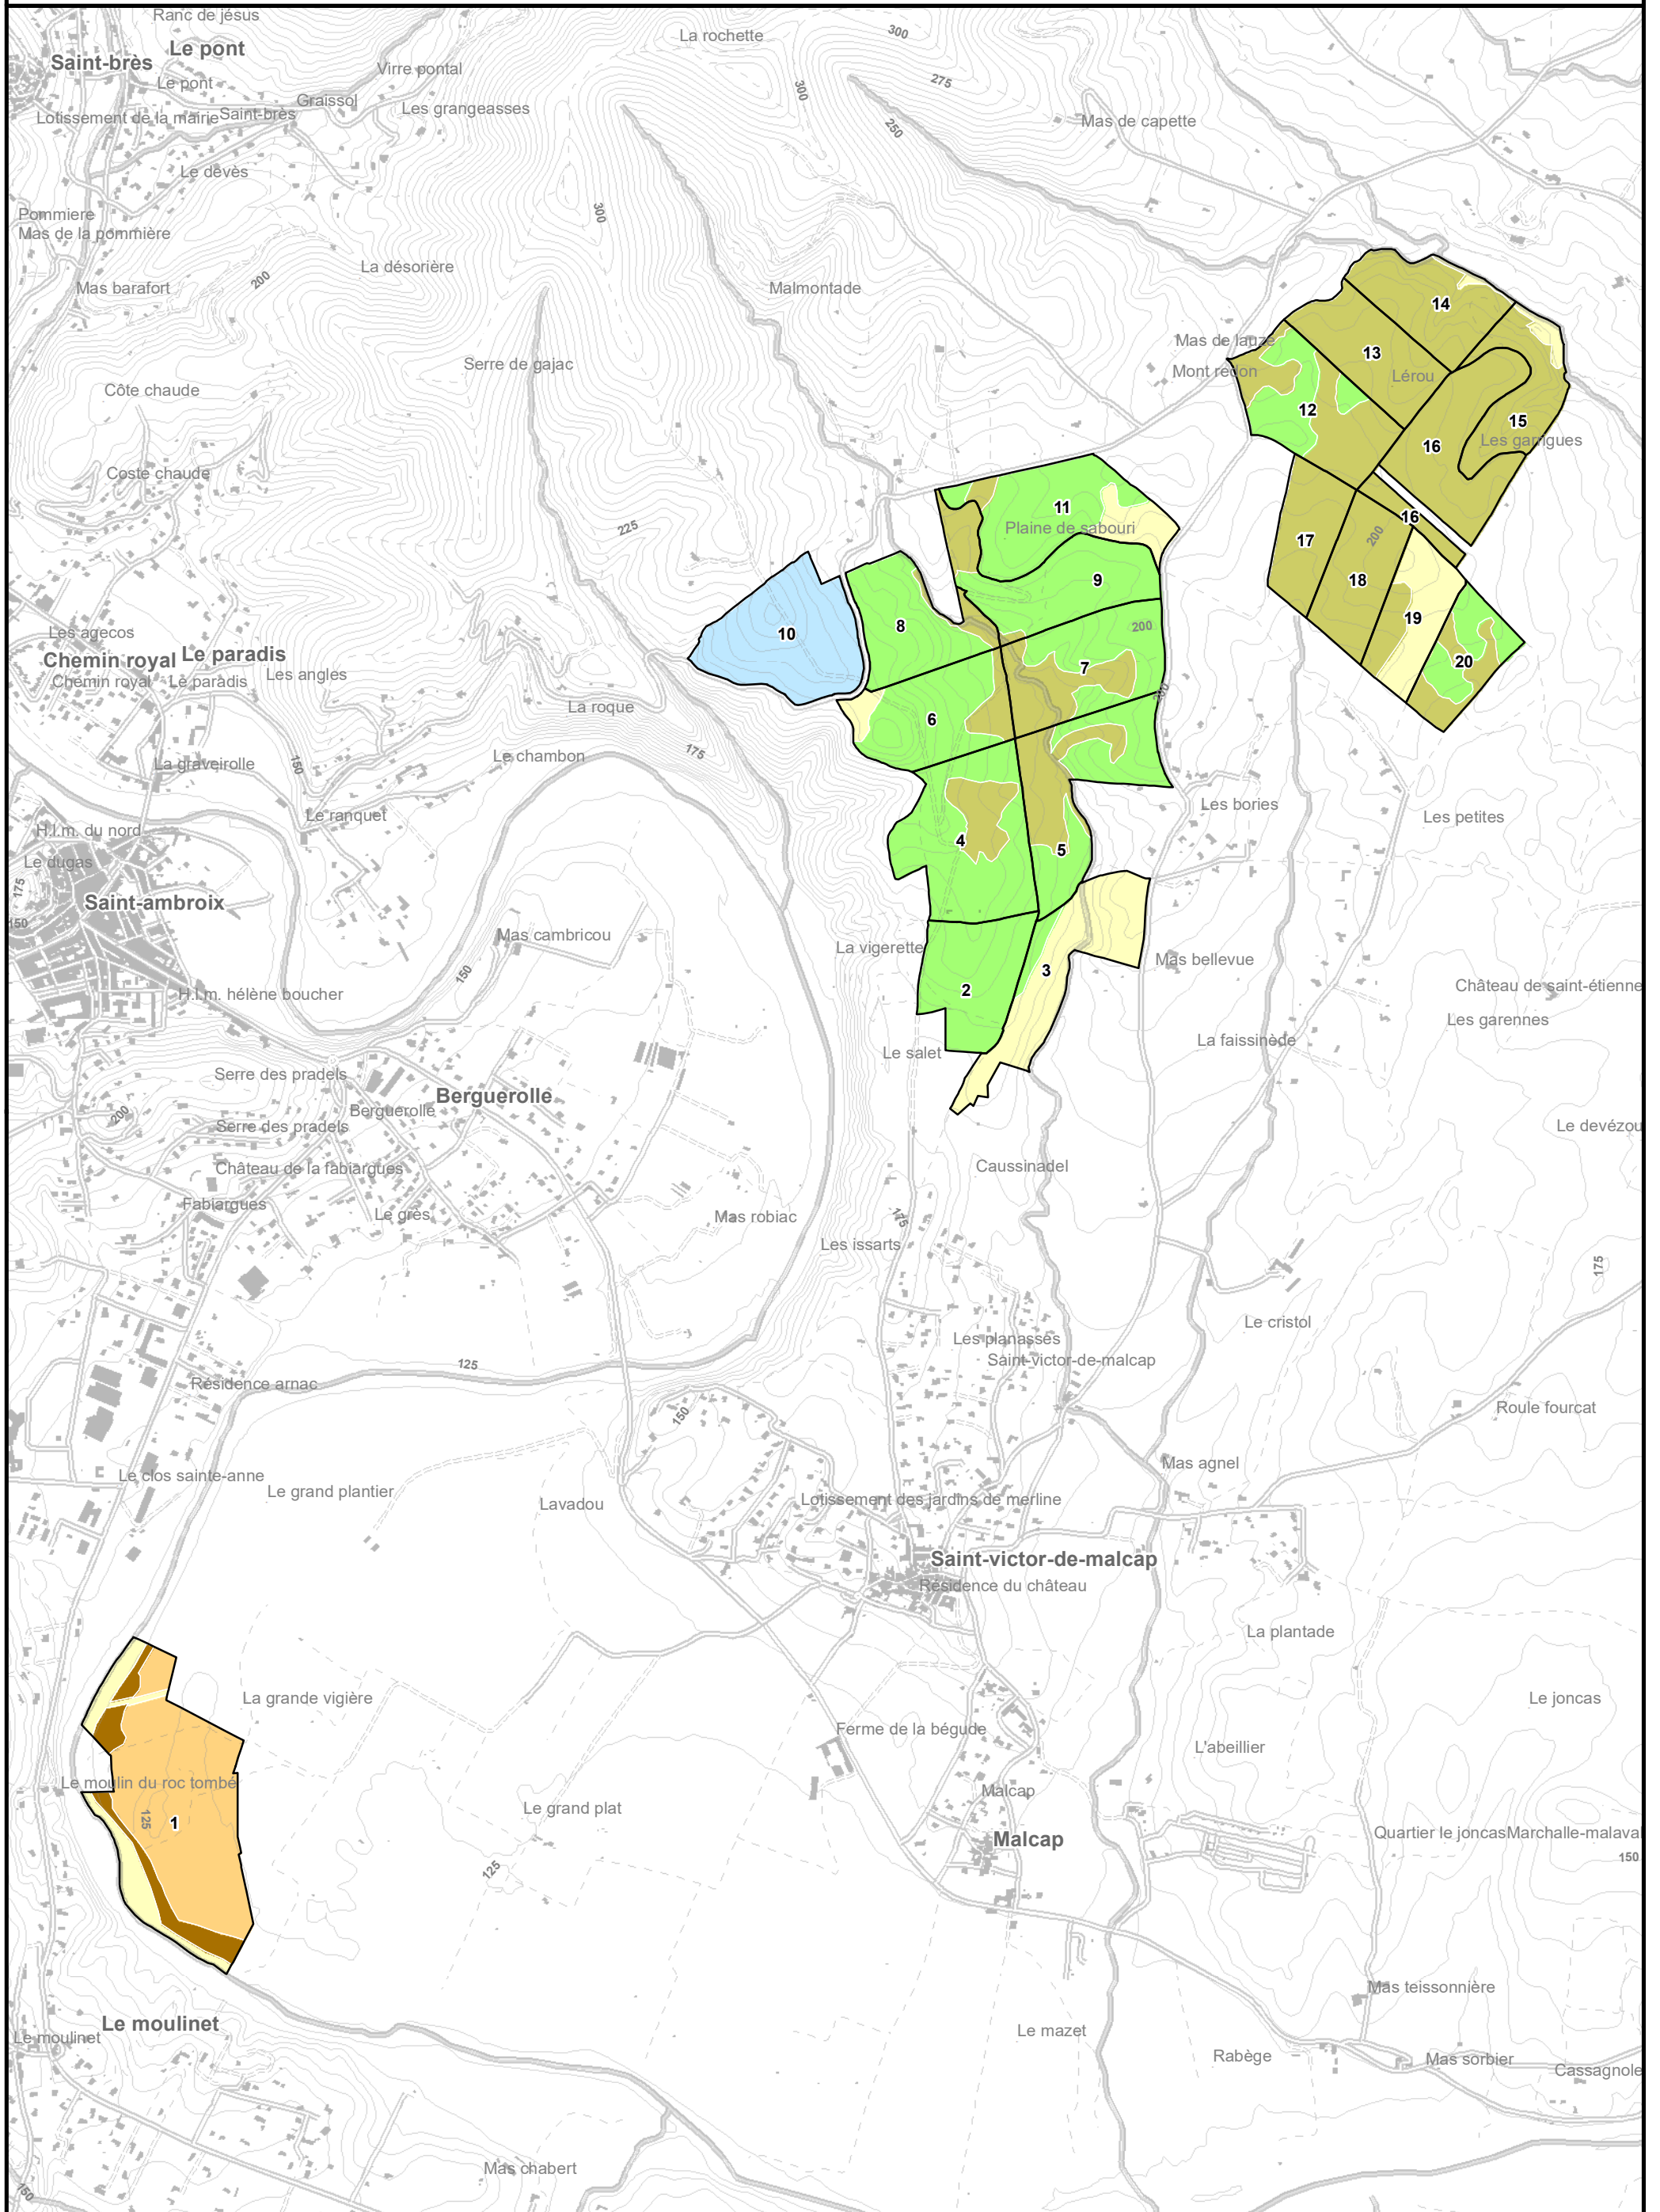 Ranc de jésus
La rochette
300
Le pont
Saint-brès
Virre pontal
275
Le pont
300
Graissol
Les grangeasses
Lotissement de la mairie
Saint-brès
250
Mas de capette
Le devès
Pommiere
300
Mas de la pommière
La désorière
200
Mas barafort
Malmontade
14
Mas de lauze
13
Serre de gajac
Mont redon
Lérou
Côte chaude
12
15
Les garrigues
16
Coste chaude
11
16
225
Plaine de sabouri
200
17
9
18
Les agecos
10
8
200
19
Chemin royal
Le paradis
20
Chemin royal
Le paradis
Les angles
7
200
La roque
6
175
Le chambon
La graveirolle
150
Les bories
Le ranquet
Les petites
H.l.m. du nord
4
5
Le dugas
175
Saint-ambroix
150
Mas cambricou
La vigerette
Mas bellevue
150
3
Château de saint-étienne
2
H.l.m. hélène boucher
Les garennes
Le salet
La faissinède
Serre des pradels
Berguerolle
Berguerolle
200
Serre des pradels
Le devézou
Château de la fabiargues
Caussinadel
Fabiargues
Le grès
Mas robiac
175
Les issarts
175
Le cristol
Les planasses
Saint-victor-de-malcap
125
Résidence arnac
150
Roule fourcat
Mas agnel
Le clos sainte-anne
Le grand plantier
Lavadou
Lotissement des jardins de merline
Saint-victor-de-malcap
Résidence du château
La plantade
La grande vigière
Le joncas
Ferme de la bégude
L'abeillier
Le moulin du roc tombé
Malcap
125
1
Le grand plat
Malcap
Quartier le joncas
Marchalle-malaval
150
125
Mas teissonnière
Le moulinet
Le mazet
Le moulinet
Rabège
Mas sorbier
Cassagnole
Mas chabert
150